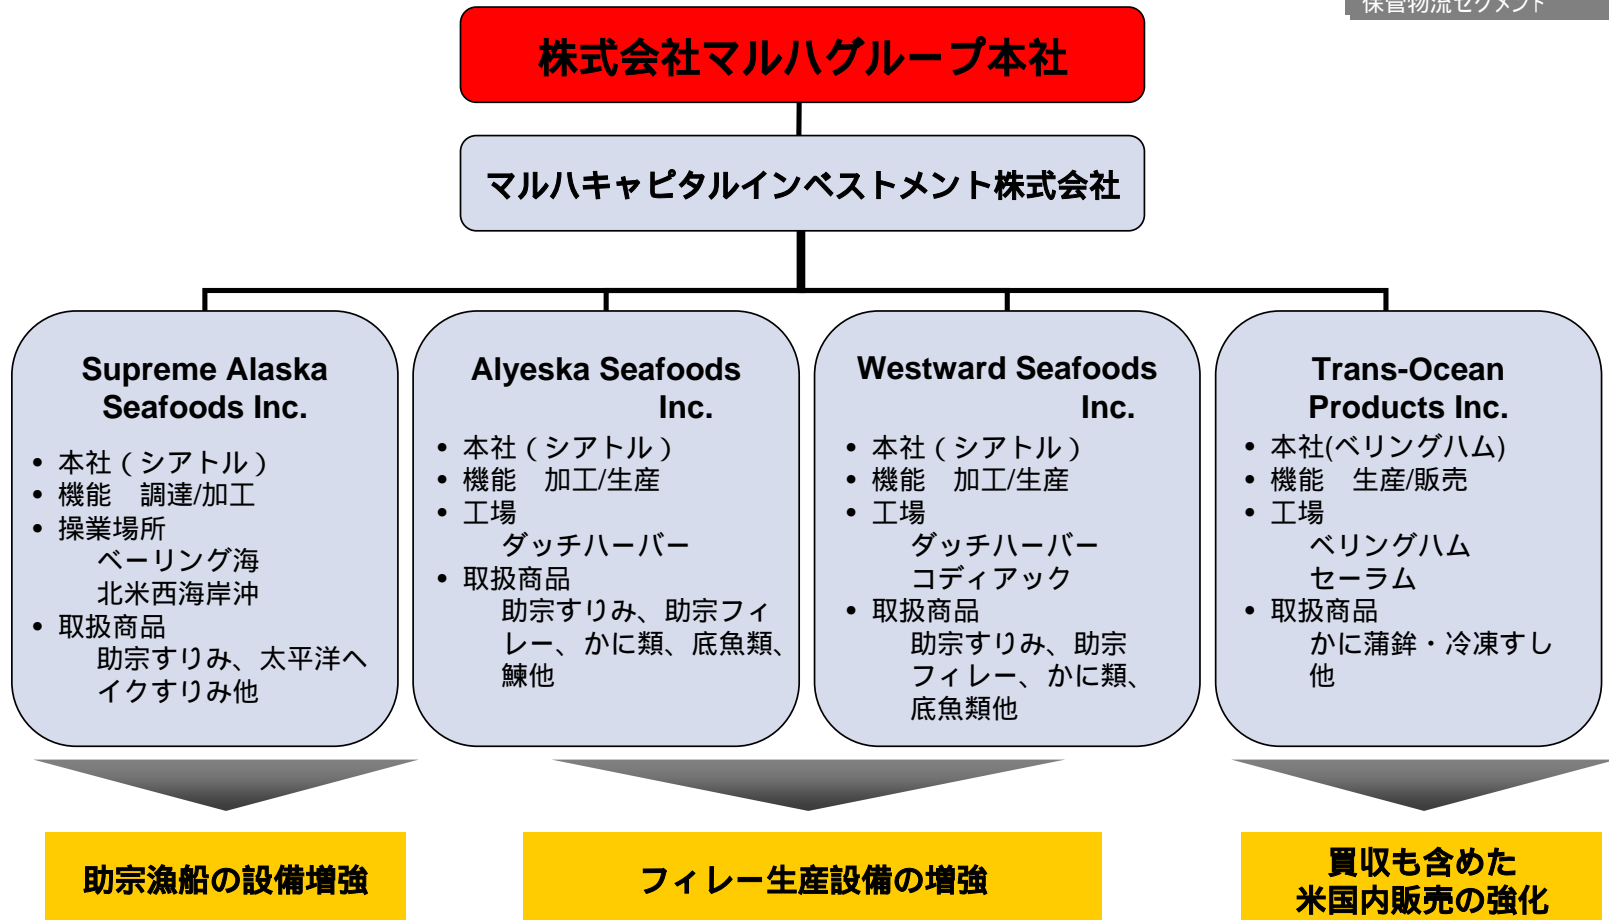 保管物流セグメント
株式会社マルハグループ本社
マルハキャピタルインベストメント株式会社
Supreme Alaska
Seafoods Inc.
• 本社（シアトル）
• 機能　調達/加工
• 操業場所
ベーリング海
北米西海岸沖
• 取扱商品
助宗すりみ、太平洋ヘ
イクすりみ他
Alyeska Seafoods
Inc.
• 本社（シアトル）
• 機能　加工/生産
• 工場
ダッチハーバー
• 取扱商品
助宗すりみ、助宗フィ
レー、かに類、底魚類、
鰊他
Westward Seafoods
Inc.
• 本社（シアトル）
• 機能　加工/生産
• 工場
ダッチハーバー
コディアック
• 取扱商品
助宗すりみ、助宗
フィレー、かに類、
底魚類他
Trans-Ocean
Products Inc.
• 本社(ベリングハム)
• 機能　生産/販売
• 工場
ベリングハム
セーラム
• 取扱商品
かに蒲鉾・冷凍すし
他
助宗漁船の設備増強
フィレー生産設備の増強
買収も含めた
米国内販売の強化